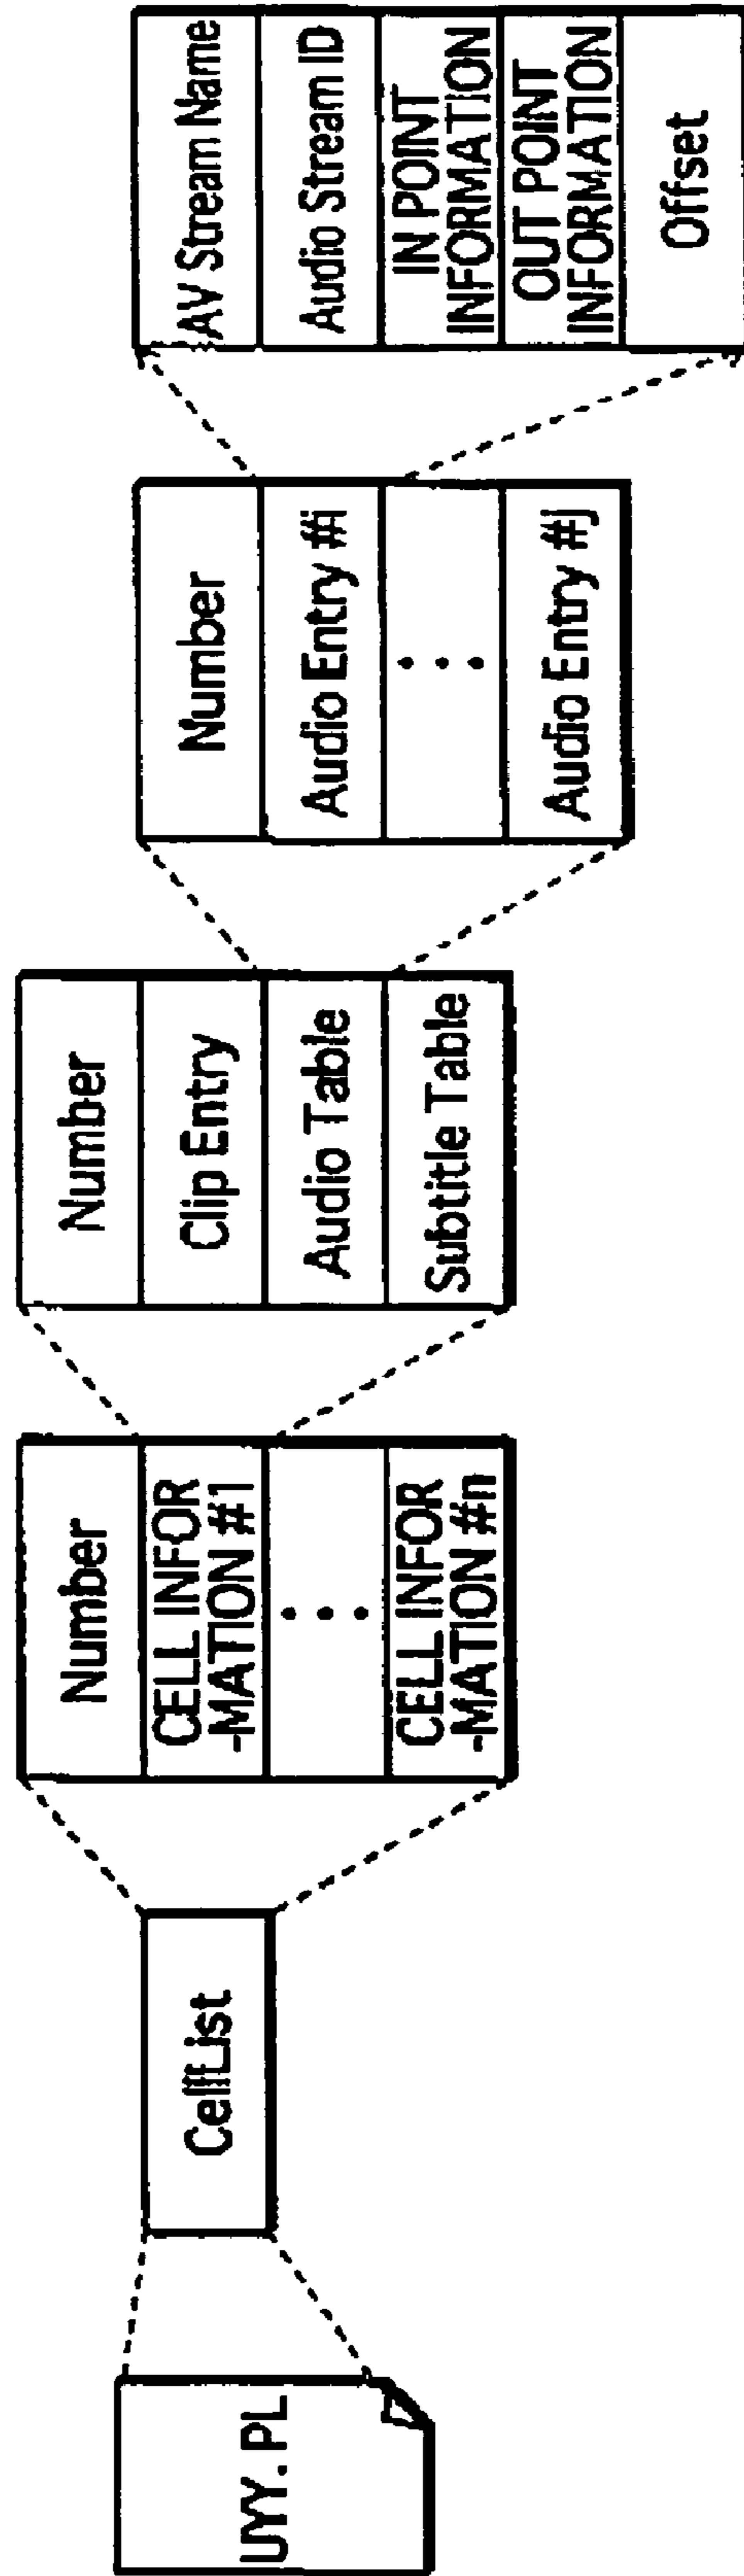 UYY. PL
CellList
Number
CELL INFOR
-MATION #1
CELL INFOR
-MATION #n
Number
Clip Entry
Audio Table
Subtitle Table
Number
Audio Entry #i
Audio Entry #j
AV Stream Name
Audio Stream ID
IN POINT
INFORMATION
OUT POINT
INFORMATION
Offset